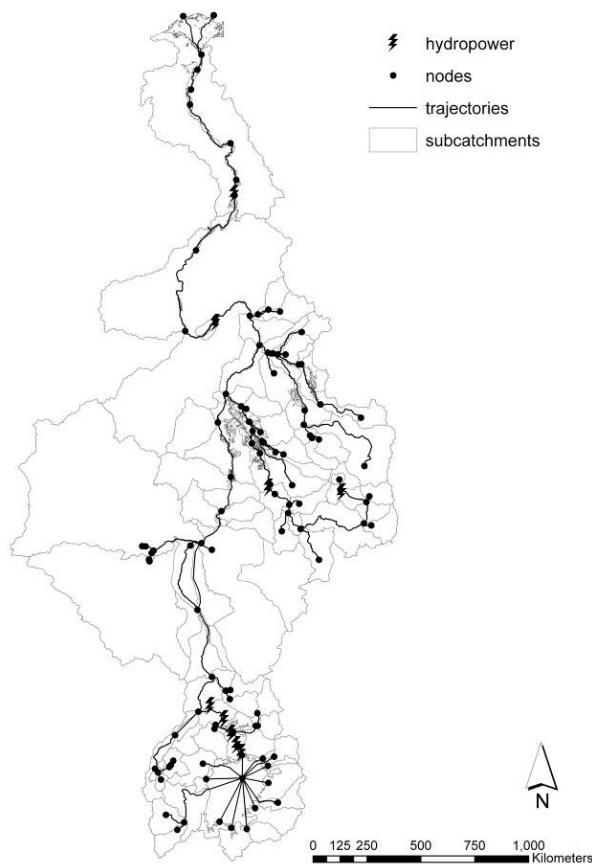 hydropower
nodes
trajectories
subcatchments
N
0 125 250 500 750 1,000
Kilometers